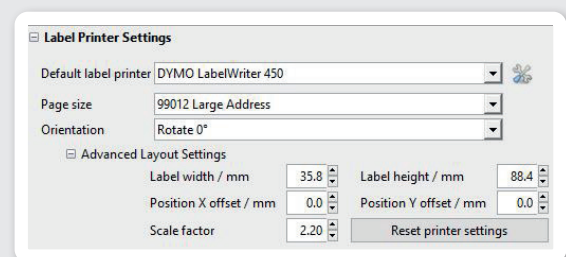 Label Printer Settings
Default label printer DYMO LabelWriter 450
Page size 99012 Large Address
Orientation Rotate 0°
Advanced Layout Settings
Label width / mm 35.8 Label height / mm 88.4
Position X offset / mm 0.0 Position Y offset / mm 0.0
Scale factor 2.20 Reset printer settings